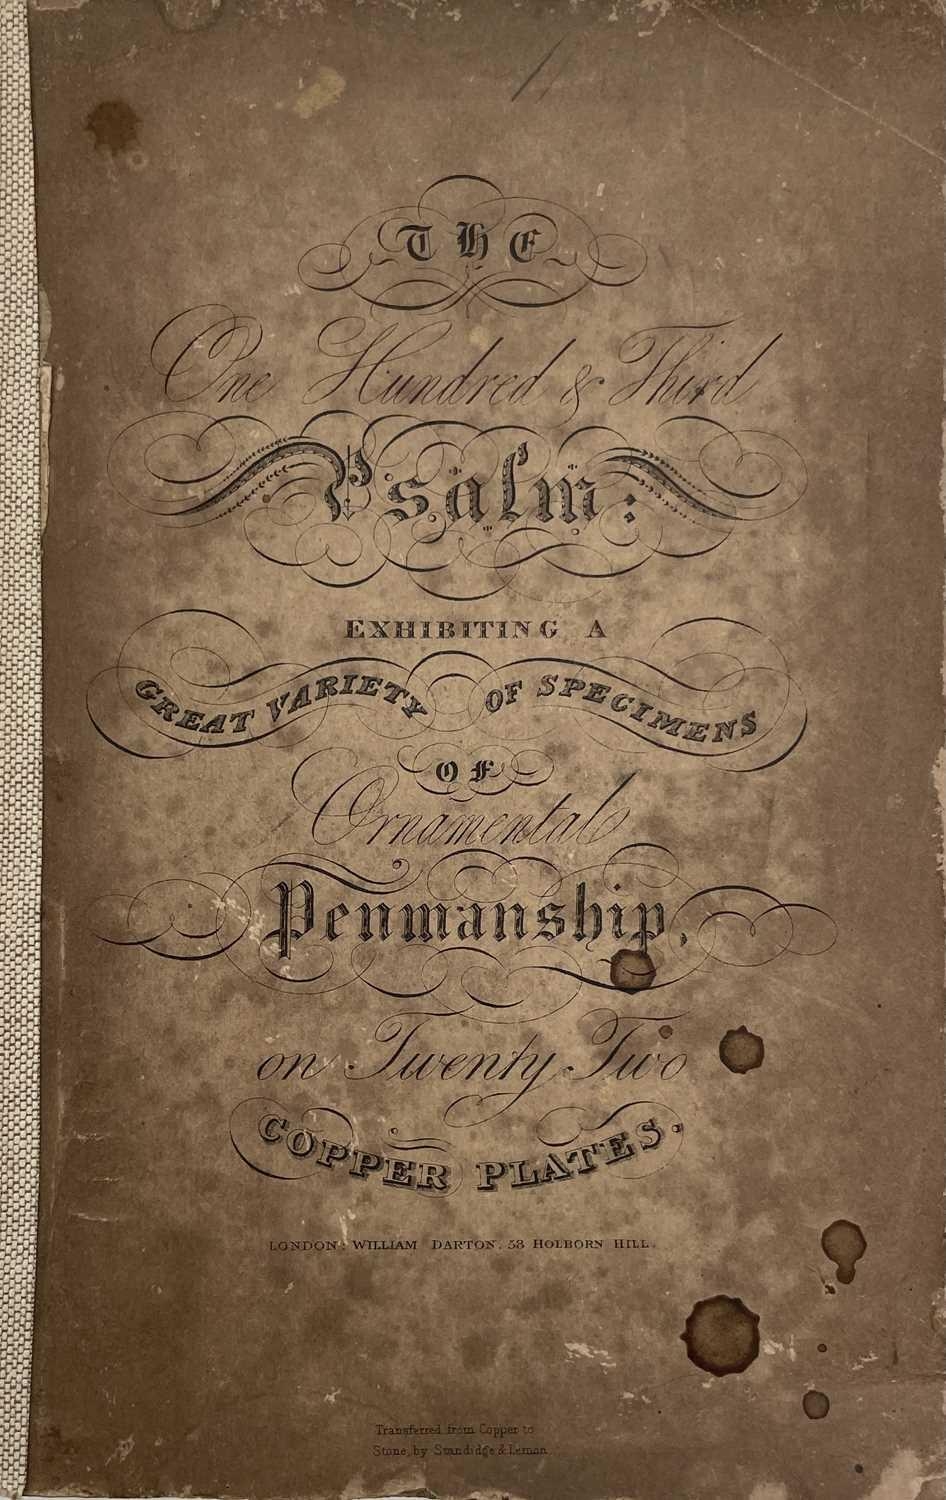 THE
One Hundred & Third
Psalm:
EXHIBITING A
GREAT VARIETY OF SPECIMENS
OF
Ornamental
Penmanship,
on Twenty Two
COPPER PLATES.
LONDON: WILLIAM DARTON, 58 HOLBORN HILL.
Transferred from Copper to
Stone, by Standidge & Lemon